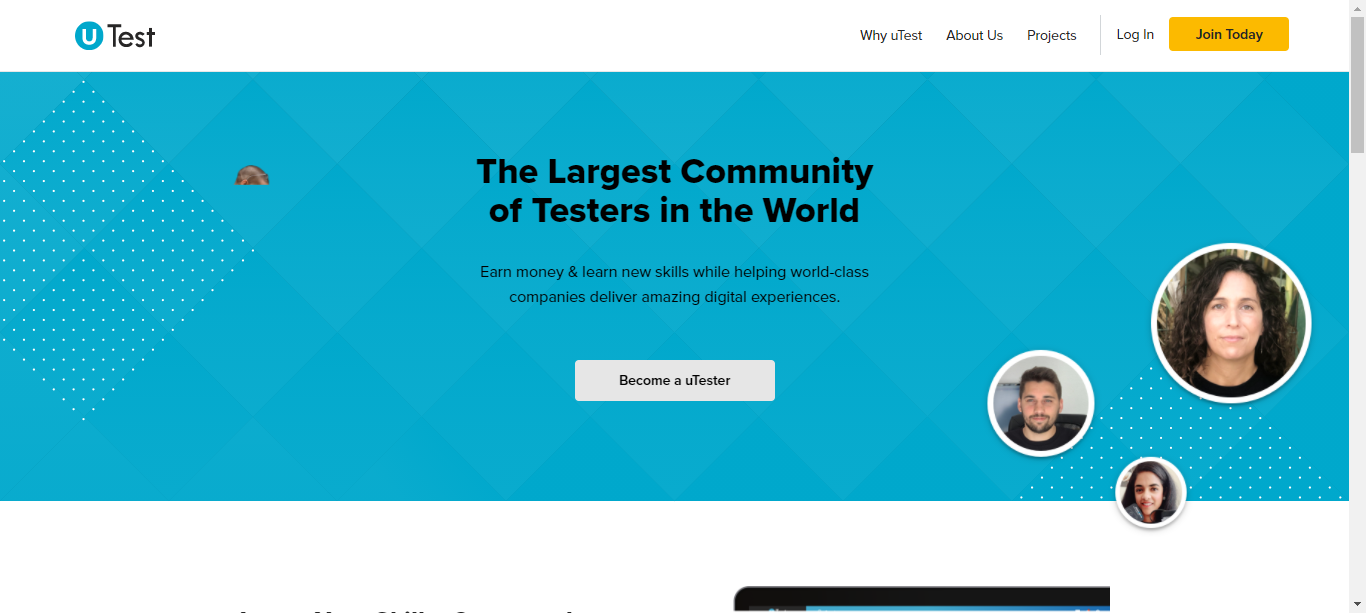 uTest
Why uTest
About Us
Projects
Log In
Join Today
The Largest Community
of Testers in the World
Earn money & learn new skills while helping world-class
companies deliver amazing digital experiences.
Become a uTester